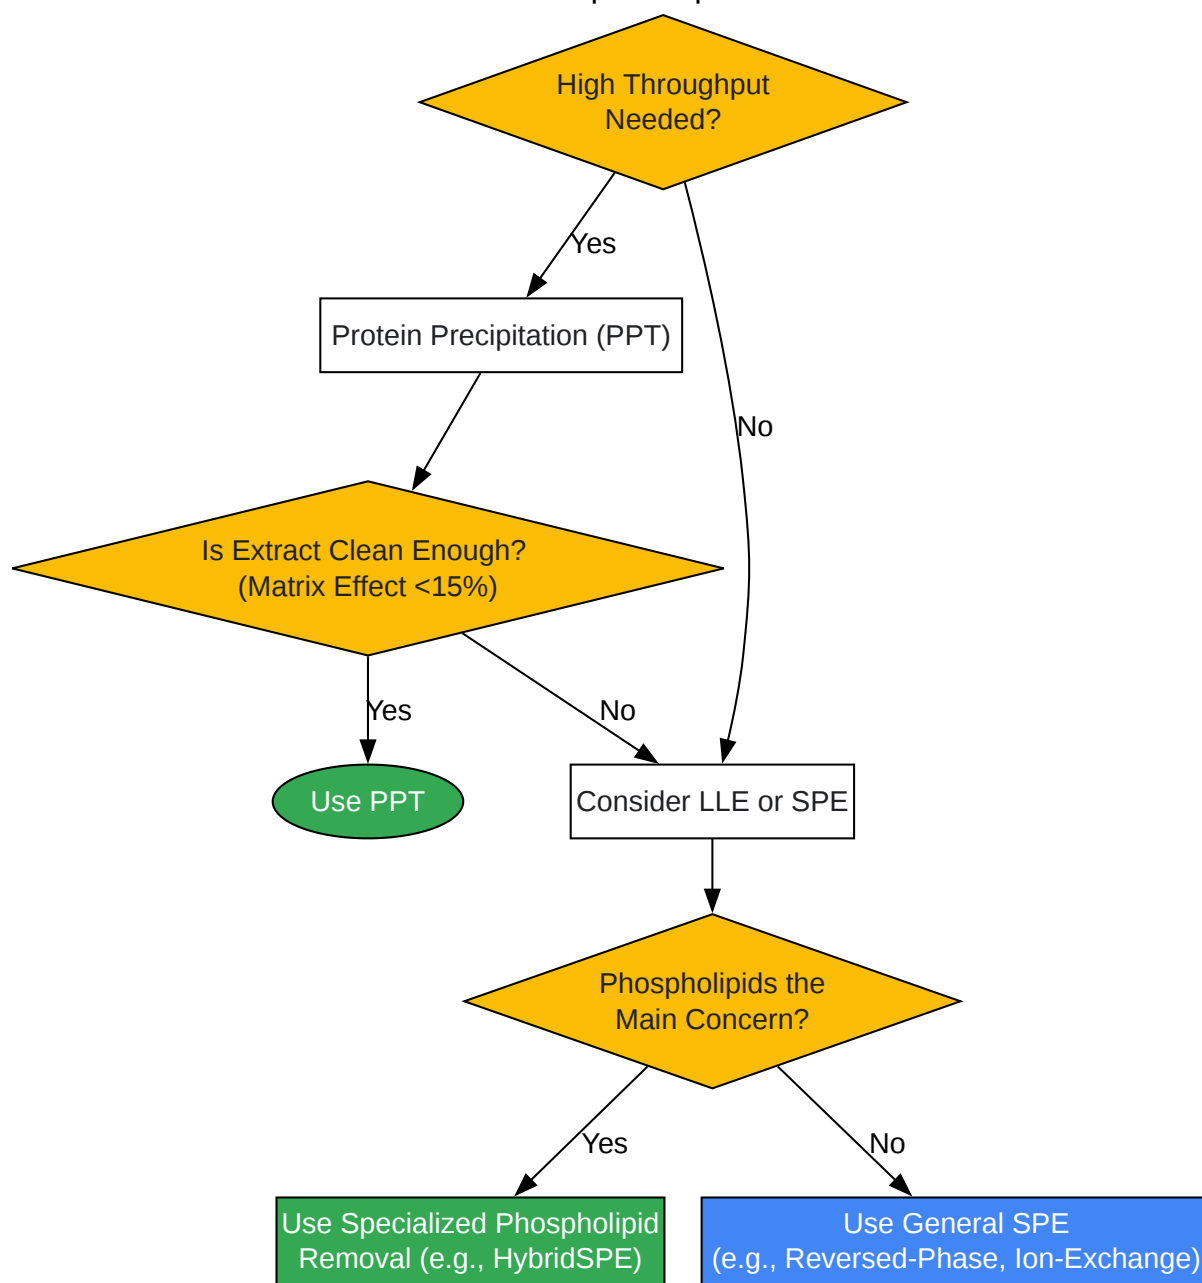 High Throughput
Needed?
Yes
Protein Precipitation (PPT)
No
Is Extract Clean Enough?
(Matrix Effect <15%)
Yes
No
Use PPT
Consider LLE or SPE
Phospholipids the
Main Concern?
Yes
No
Use Specialized Phospholipid
Removal (e.g., HybridSPE)
Use General SPE
(e.g., Reversed-Phase, Ion-Exchange)